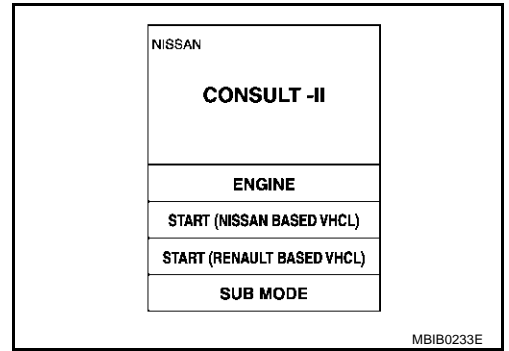 NISSAN
CONSULT -II
ENGINE
START (NISSAN BASED VHCL)
START (RENAULT BASED VHCL)
SUB MODE
MBIB0233E